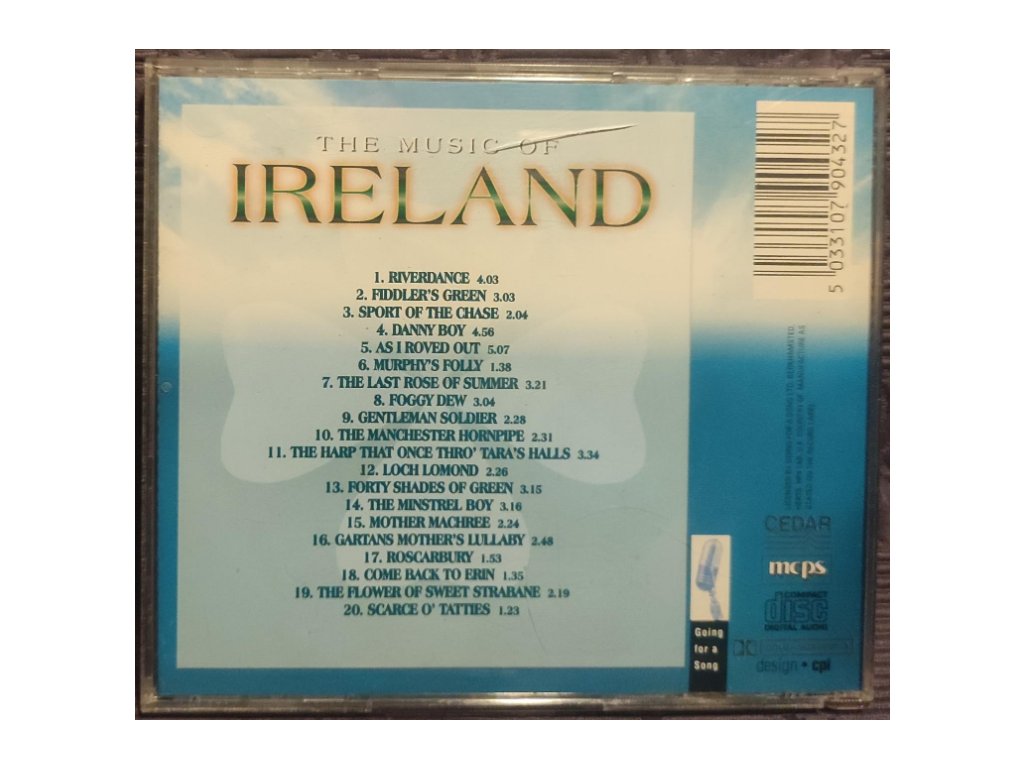 THE MUSIC OF
IRELAND
1. RIVERDANCE 4.03
2. FIDDLER'S GREEN 3.03
3. SPORT OF THE CHASE 2.04
4. DANNY BOY 4.56
5. AS I ROVED OUT 5.07
6. MURPHY'S FOLLY 1.38
7. THE LAST ROSE OF SUMMER 3.21
8. FOGGY DEW 3.04
9. GENTLEMAN SOLDIER 2.28
10. THE MANCHESTER HORNPIPE 2.31
11. THE HARP THAT ONCE THRO' TARA'S HALLS 3.34
12. LOCH LOMOND 2.26
13. FORTY SHADES OF GREEN 3.15
14. THE MINSTREL BOY 3.16
15. MOTHER MACHREE 2.24
16. GARTANS MOTHER'S LULLABY 2.48
17. ROSCARBURY 1.53
18. COME BACK TO ERIN 1.35
19. THE FLOWER OF SWEET STRABANE 2.19
20. SCARCE O' TATTIES 1.23
5 033107 904327
CEDAR
mcps
COMPACT
disc
DIGITAL AUDIO
Going
for a
Song
design • cpl